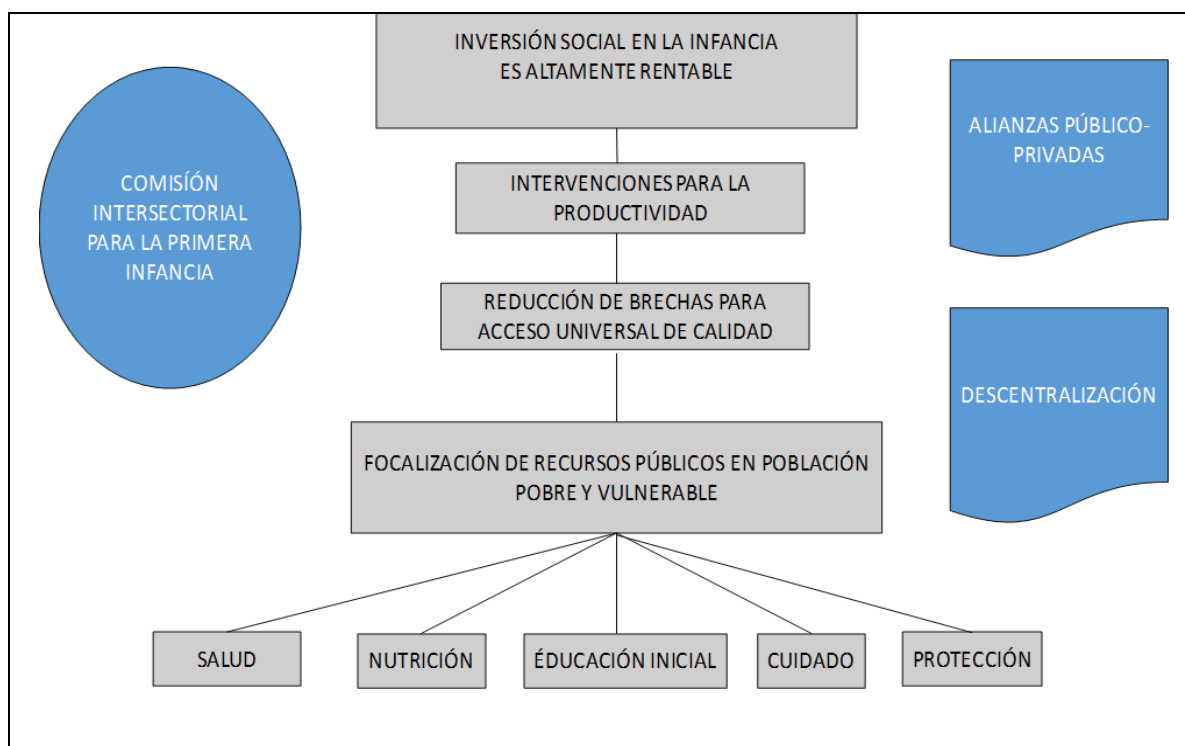 INVERSIÓN SOCIAL EN LA INFANCIA
ES ALTAMENTE RENTABLE
COMISÍÓN
INTERSECTORIAL
PARA LA PRIMERA
INFANCIA
ALIANZAS PÚBLICO-
PRIVADAS
INTERVENCIONES PARA LA
PRODUCTIVIDAD
REDUCCIÓN DE BRECHAS PARA
ACCESO UNIVERSAL DE CALIDAD
DESCENTRALIZACIÓN
FOCALIZACIÓN DE RECURSOS PÚBLICOS EN POBLACIÓN
POBRE Y VULNERABLE
SALUD
NUTRICIÓN
ÉDUCACIÓN INICIAL
CUIDADO
PROTECCIÓN